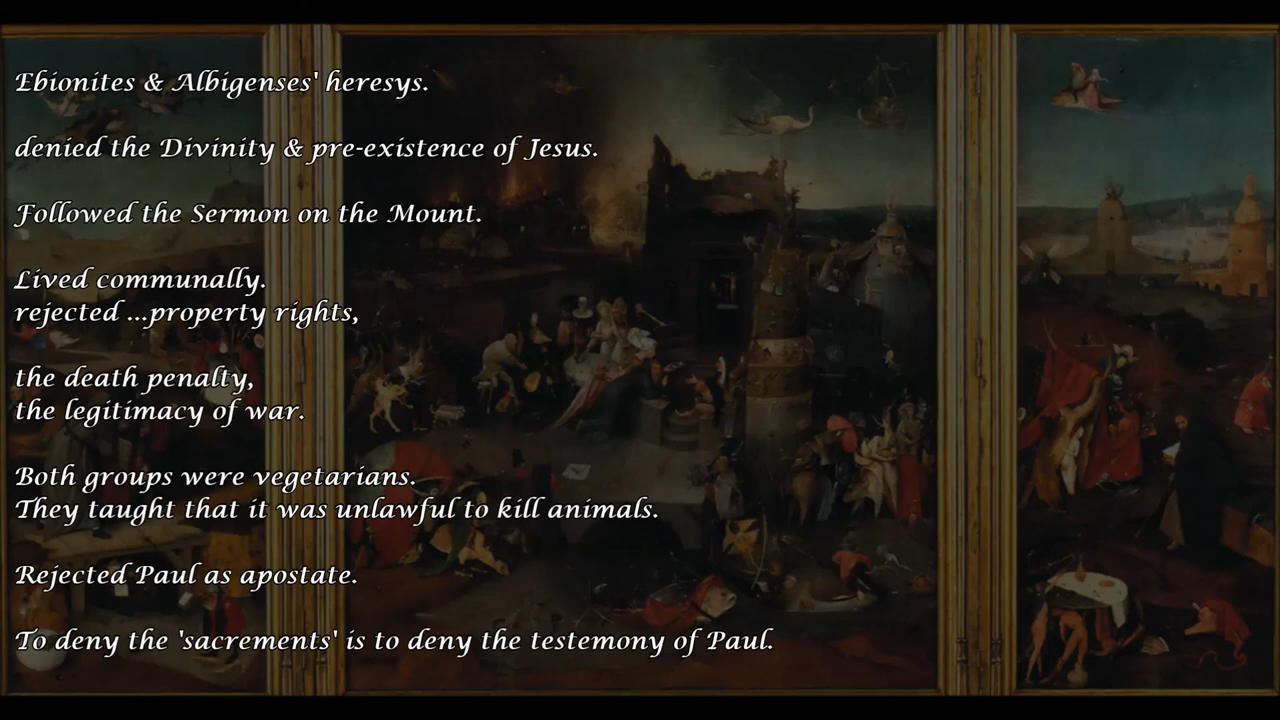 Ebionites & Albigenses' heresys.
denied the Divinity & pre-existence of Jesus.
Followed the Sermon on the Mount.
Lived communally.
rejected ...property rights,
the death penalty,
the legitimacy of war.
Both groups were vegetarians.
They taught that it was unlawful to kill animals.
Rejected Paul as apostate.
To deny the 'sacrements' is to deny the testemony of Paul.